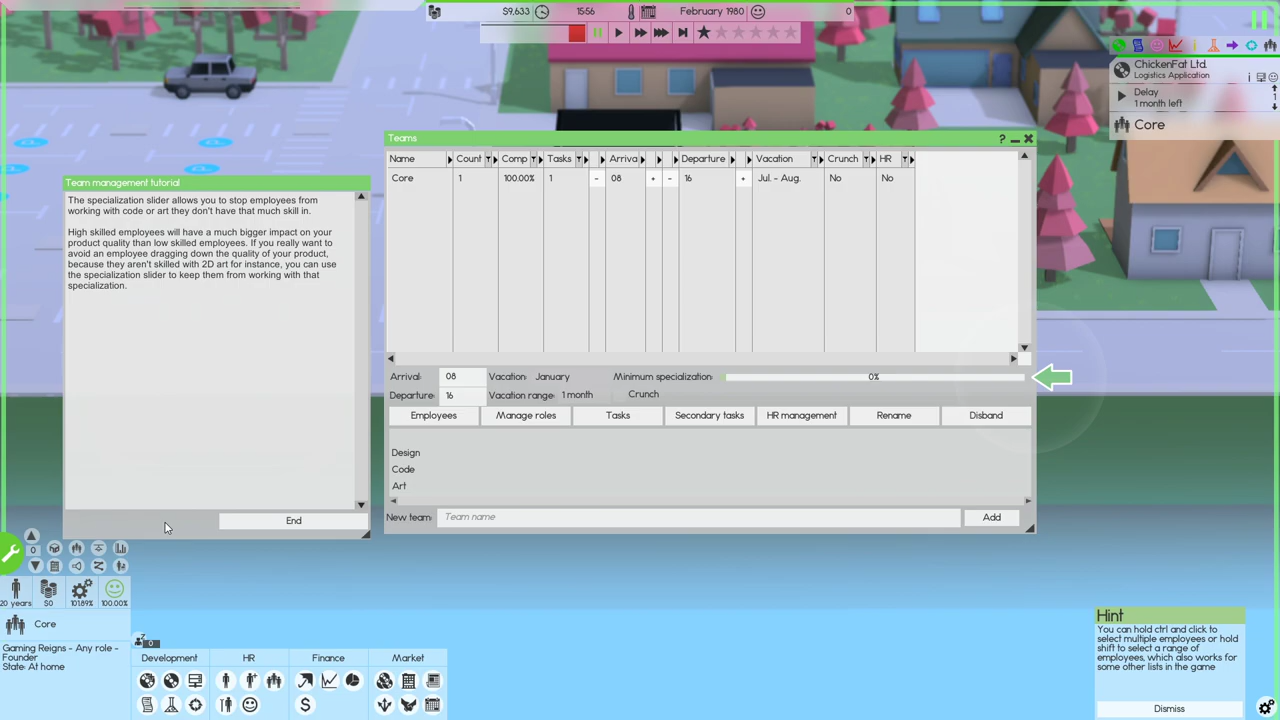 $9,633 15:56 February 1980 0
ChickenFat Ltd.
Logistics Application
Delay
1 month left
1
Core
Teams
?
Name Count Comp Tasks Arriva Departure Vacation Crunch HR
Core 1 100.00% 1 - 08 + - 16 + Jul. - Aug. No No
Team management tutorial
The specialization slider allows you to stop employees from
working with code or art they don't have that much skill in.
High skilled employees will have a much bigger impact on your
product quality than low skilled employees. If you really want to
avoid an employee dragging down the quality of your product,
because they aren't skilled with 2D art for instance, you can use
the specialization slider to keep them from working with that
specialization.
End
Arrival: 08 Vacation: January Minimum specialization: 0%
Departure: 16 Vacation range: 1 month Crunch
Employees Manage roles Tasks Secondary tasks HR management Rename Disband
Design
Code
Art
New team: Team name Add
0
20 years $0 101.89% 100.00%
Core
Gaming Reigns - Any role -
Founder
State: At home
Z
0
Development HR Finance Market
$
Hint
You can hold ctrl and click to
select multiple employees or hold
shift to select a range of
employees, which also works for
some other lists in the game
Dismiss